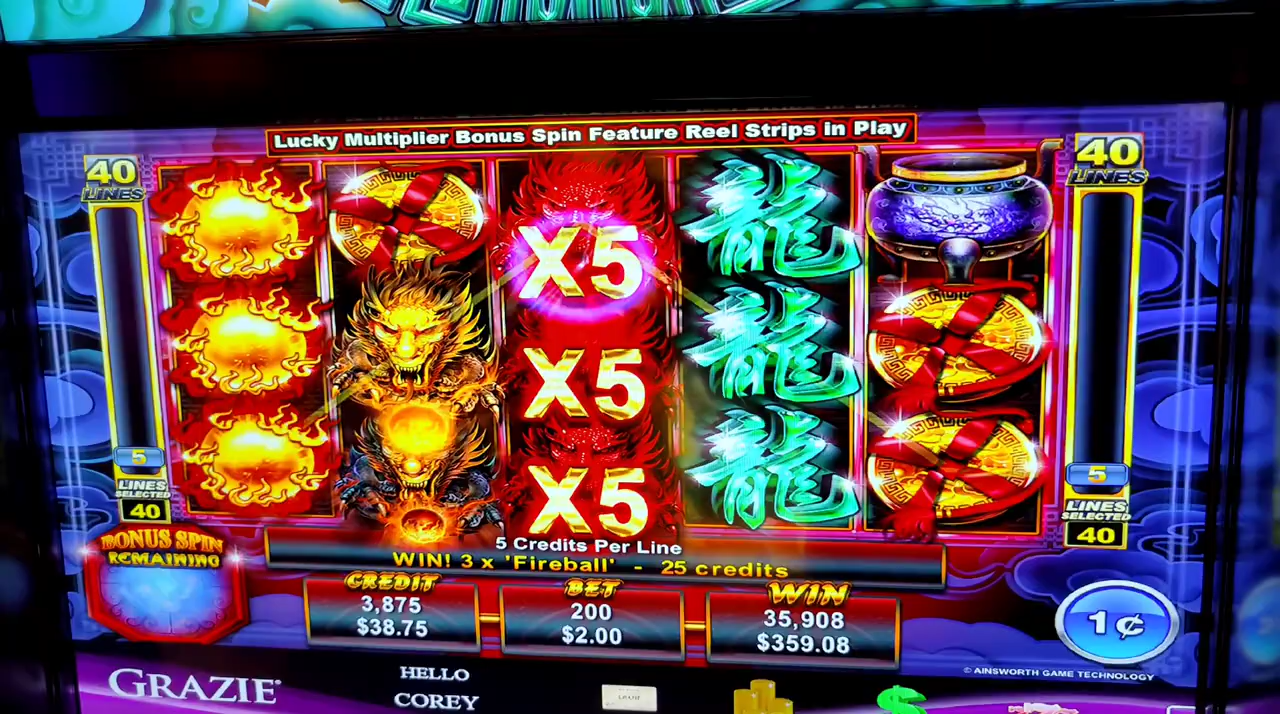 Lucky Multiplier Bonus Spin Feature Reel Strips In Play
40
LINES
40
LINES
X5
X5
X5
龍
龍
龍
5
LINES
SELECTED
40
5
LINES
SELECTED
40
BONUS SPIN
REMAINING
5 Credits Per Line
WIN! 3 x 'Fireball' - 25 credits
CREDIT
3,875
$38.75
BET
200
$2.00
WIN
35,908
$359.08
1¢
© AINSWORTH GAME TECHNOLOGY
GRAZIE®
HELLO
COREY
$